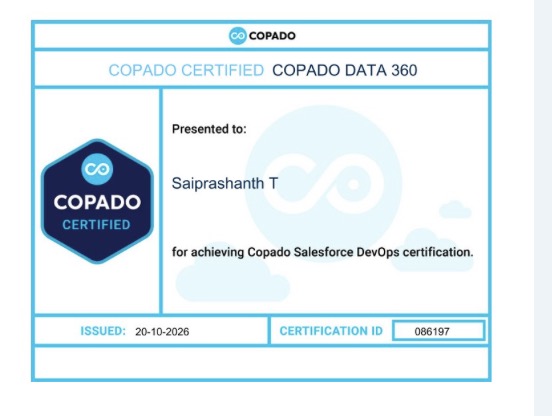 COPADO
COPADO CERTIFIED COPADO DATA 360
Presented to:
Saiprashanth T
COPADO
CERTIFIED
for achieving Copado Salesforce DevOps certification.
ISSUED: 20-10-2026
CERTIFICATION ID 086197